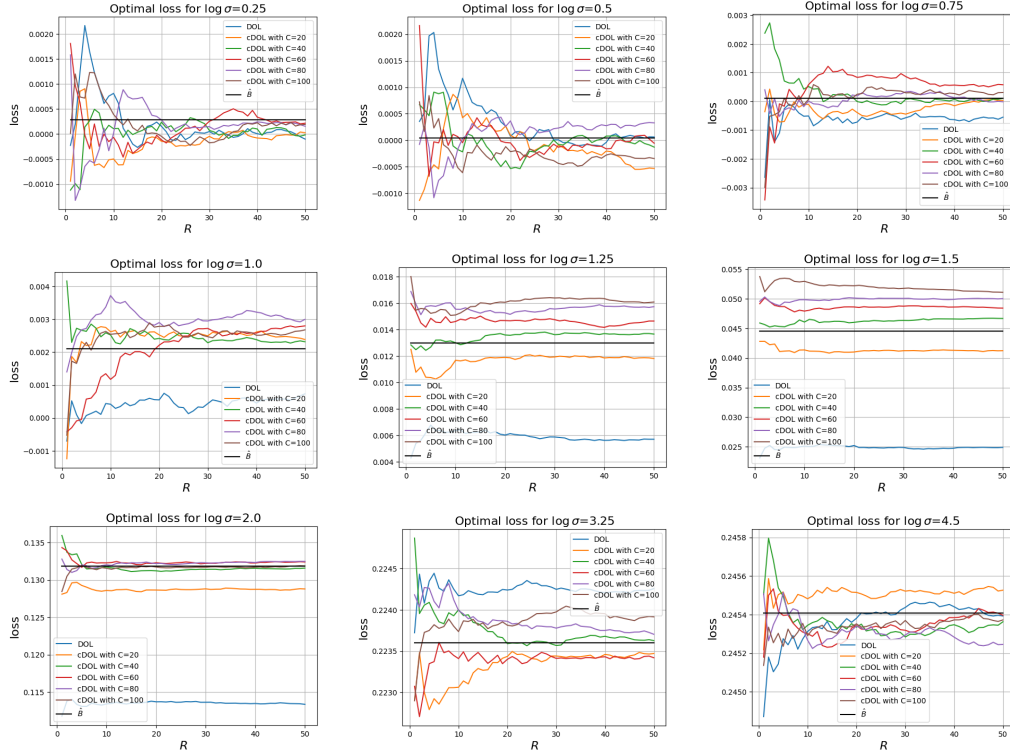 Optimal loss for log σ=0.25
loss
0.0020
0.0015
0.0010
0.0005
0.0000
−0.0005
−0.0010
DOL
cDOL with C=20
cDOL with C=40
cDOL with C=60
cDOL with C=80
cDOL with C=100
B̂
0 10 20 30 40 50
R
Optimal loss for log σ=0.5
loss
0.0020
0.0015
0.0010
0.0005
0.0000
−0.0005
−0.0010
DOL
cDOL with C=20
cDOL with C=40
cDOL with C=60
cDOL with C=80
cDOL with C=100
B̂
0 10 20 30 40 50
R
Optimal loss for log σ=0.75
loss
0.003
0.002
0.001
0.000
−0.001
−0.002
−0.003
DOL
cDOL with C=20
cDOL with C=40
cDOL with C=60
cDOL with C=80
cDOL with C=100
B̂
0 10 20 30 40 50
R
Optimal loss for log σ=1.0
loss
0.004
0.003
0.002
0.001
0.000
−0.001
DOL
cDOL with C=20
cDOL with C=40
cDOL with C=60
cDOL with C=80
cDOL with C=100
B̂
0 10 20 30 40 50
R
Optimal loss for log σ=1.25
loss
0.018
0.016
0.014
0.012
0.010
0.008
0.006
0.004
DOL
cDOL with C=20
cDOL with C=40
cDOL with C=60
cDOL with C=80
cDOL with C=100
B̂
0 10 20 30 40 50
R
Optimal loss for log σ=1.5
loss
0.055
0.050
0.045
0.040
0.035
0.030
0.025
DOL
cDOL with C=20
cDOL with C=40
cDOL with C=60
cDOL with C=80
cDOL with C=100
B̂
0 10 20 30 40 50
R
Optimal loss for log σ=2.0
loss
0.135
0.130
0.125
0.120
0.115
DOL
cDOL with C=20
cDOL with C=40
cDOL with C=60
cDOL with C=80
cDOL with C=100
B̂
0 10 20 30 40 50
R
Optimal loss for log σ=3.25
loss
0.2245
0.2240
0.2235
0.2230
DOL
cDOL with C=20
cDOL with C=40
cDOL with C=60
cDOL with C=80
cDOL with C=100
B̂
0 10 20 30 40 50
R
Optimal loss for log σ=4.5
loss
0.2458
0.2456
0.2454
0.2452
0.2450
DOL
cDOL with C=20
cDOL with C=40
cDOL with C=60
cDOL with C=80
cDOL with C=100
B̂
0 10 20 30 40 50
R